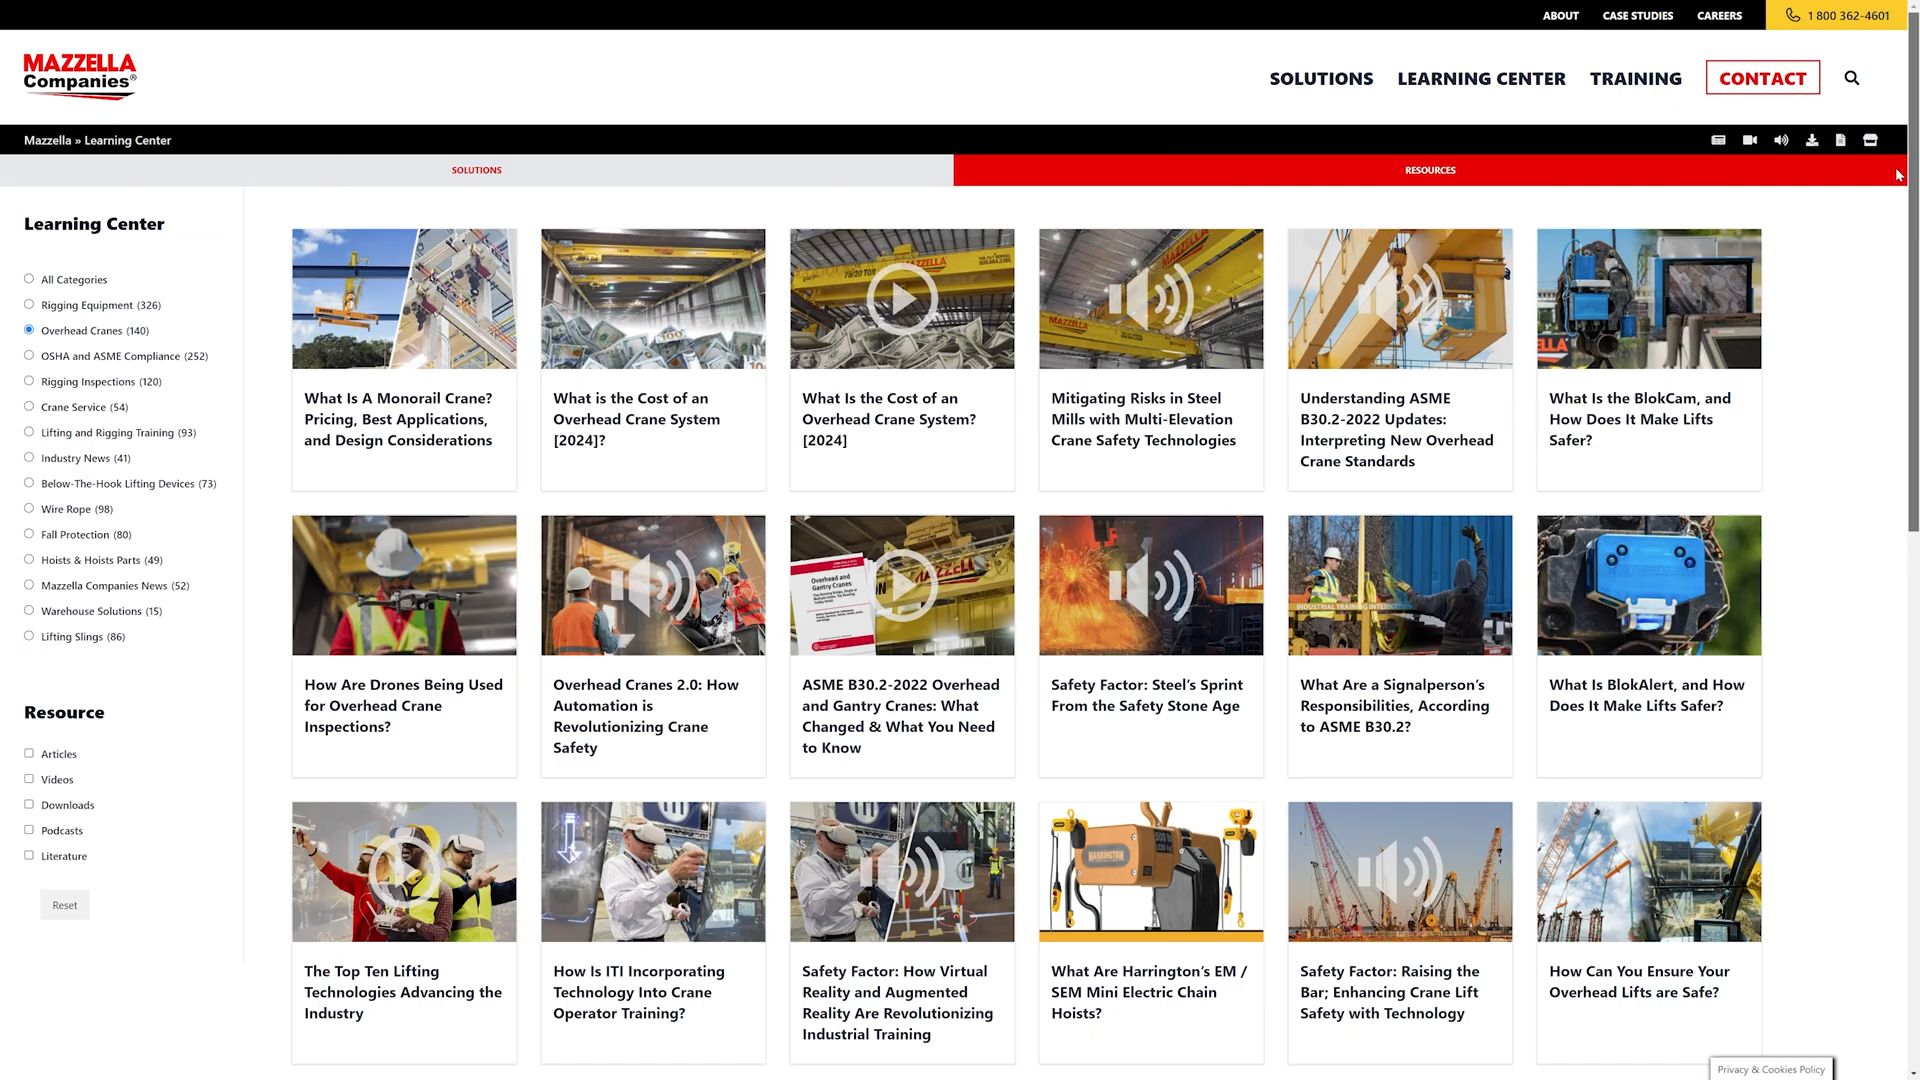 ABOUT
CASE STUDIES
CAREERS
1 800 362-4601
MAZZELLA
Companies®
SOLUTIONS
LEARNING CENTER
TRAINING
CONTACT
Mazzella » Learning Center
SOLUTIONS
RESOURCES
Learning Center
All Categories
Rigging Equipment (326)
Overhead Cranes (140)
OSHA and ASME Compliance (252)
Rigging Inspections (120)
Crane Service (54)
Lifting and Rigging Training (93)
Industry News (41)
Below-The-Hook Lifting Devices (73)
Wire Rope (98)
Fall Protection (80)
Hoists & Hoists Parts (49)
Mazzella Companies News (52)
Warehouse Solutions (15)
Lifting Slings (86)
Resource
Articles
Videos
Downloads
Podcasts
Literature
Reset
What Is A Monorail Crane?
Pricing, Best Applications,
and Design Considerations
What is the Cost of an
Overhead Crane System
[2024]?
75/20 TON
MAZZELLA
What Is the Cost of an
Overhead Crane System?
[2024]
MAZZELLA
MAZZELLA
Mitigating Risks in Steel
Mills with Multi-Elevation
Crane Safety Technologies
Understanding ASME
B30.2-2022 Updates:
Interpreting New Overhead
Crane Standards
What Is the BlokCam, and
How Does It Make Lifts
Safer?
How Are Drones Being Used
for Overhead Crane
Inspections?
Overhead Cranes 2.0: How
Automation is
Revolutionizing Crane
Safety
Overhead and
Gantry Cranes
ASME B30.2-2022 Overhead
and Gantry Cranes: What
Changed & What You Need
to Know
Safety Factor: Steel’s Sprint
From the Safety Stone Age
INDUSTRIAL TRAINING INTER
What Are a Signalperson’s
Responsibilities, According
to ASME B30.2?
What Is BlokAlert, and How
Does It Make Lifts Safer?
The Top Ten Lifting
Technologies Advancing the
Industry
How Is ITI Incorporating
Technology Into Crane
Operator Training?
Safety Factor: How Virtual
Reality and Augmented
Reality Are Revolutionizing
Industrial Training
HARRINGTON
What Are Harrington’s EM /
SEM Mini Electric Chain
Hoists?
Safety Factor: Raising the
Bar; Enhancing Crane Lift
Safety with Technology
How Can You Ensure Your
Overhead Lifts are Safe?
Privacy & Cookies Policy